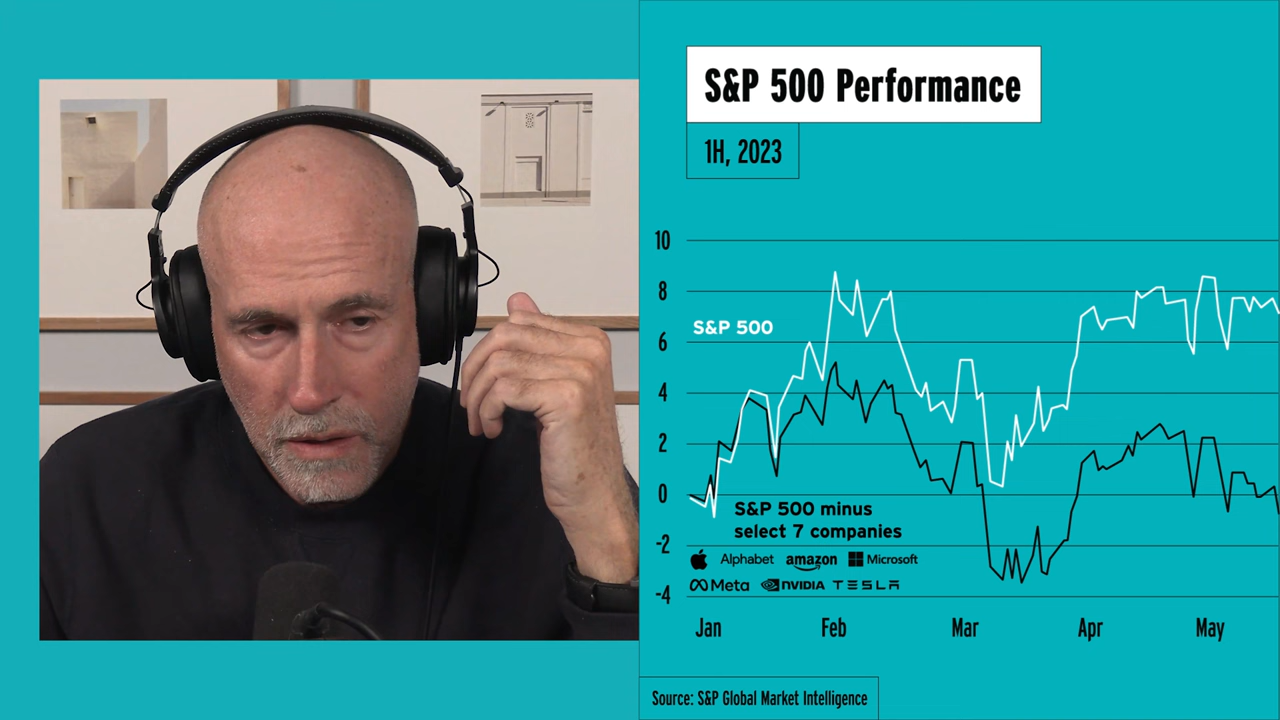 S&P 500 Performance
1H, 2023
10
8
S&P 500
6
4
2
0
S&P 500 minus
select 7 companies
-2
Alphabet amazon Microsoft
Meta NVIDIA TESLA
-4
Jan Feb Mar Apr May
Source: S&P Global Market Intelligence